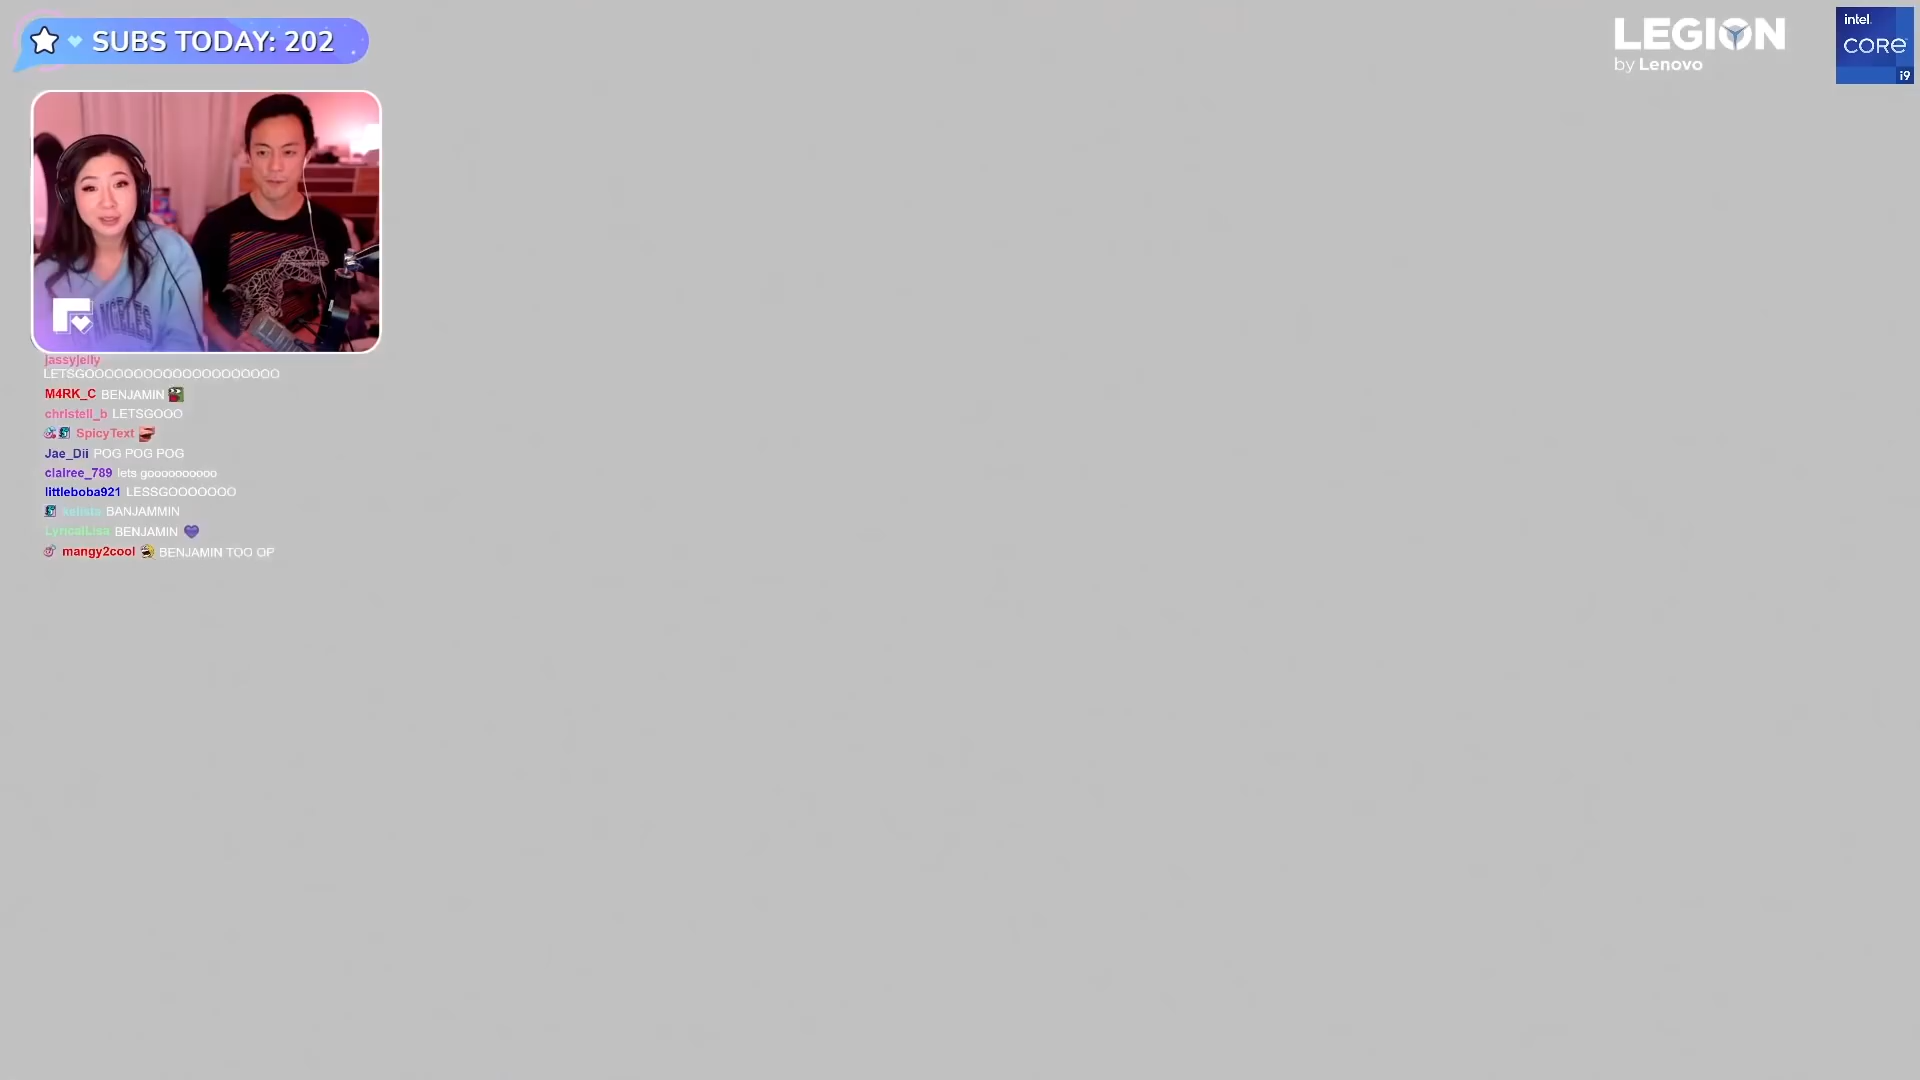 SUBS TODAY: 202
LEGION
by Lenovo
intel.
CORE
i9
ANGELES
jassyjelly
LETSGOOOOOOOOOOOOOOOOOOOO
M4RK_C BENJAMIN
christell_b LETSGOOO
SpicyText
Jae_Dii POG POG POG
clairee_789 lets goooooooooo
littleboba921 LESSGOOOOOOO
BANJAMMIN
LyricalLisa BENJAMIN
mangy2cool BENJAMIN TOO OP